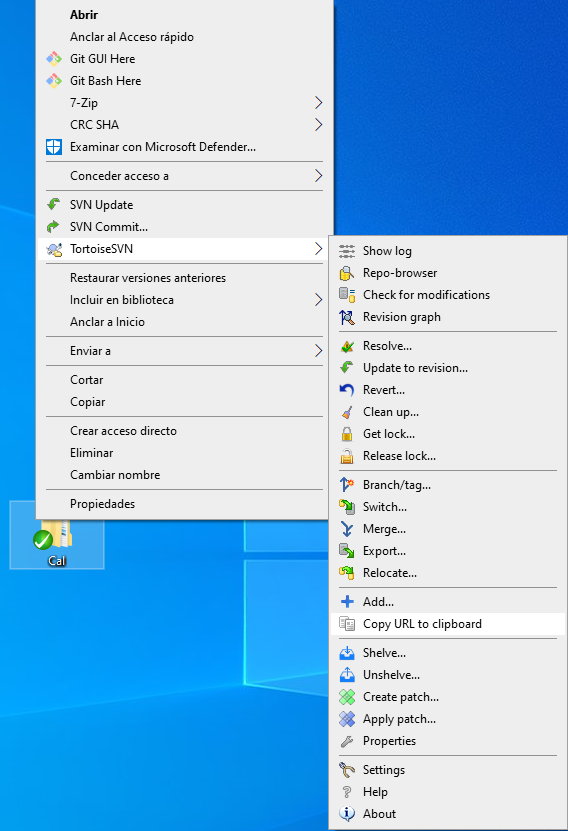 Abrir
Anclar al Acceso rápido
Git GUI Here
Git Bash Here
7-Zip
CRC SHA
Examinar con Microsoft Defender...
Conceder acceso a
SVN Update
SVN Commit...
TortoiseSVN
Restaurar versiones anteriores
Incluir en biblioteca
Anclar a Inicio
Enviar a
Cortar
Copiar
Crear acceso directo
Eliminar
Cambiar nombre
Propiedades
Cal
Show log
Repo-browser
Check for modifications
Revision graph
Resolve...
Update to revision...
Revert...
Clean up...
Get lock...
Release lock...
Branch/tag...
Switch...
Merge...
Export...
Relocate...
Add...
Copy URL to clipboard
Shelve...
Unshelve...
Create patch...
Apply patch...
Properties
Settings
Help
About